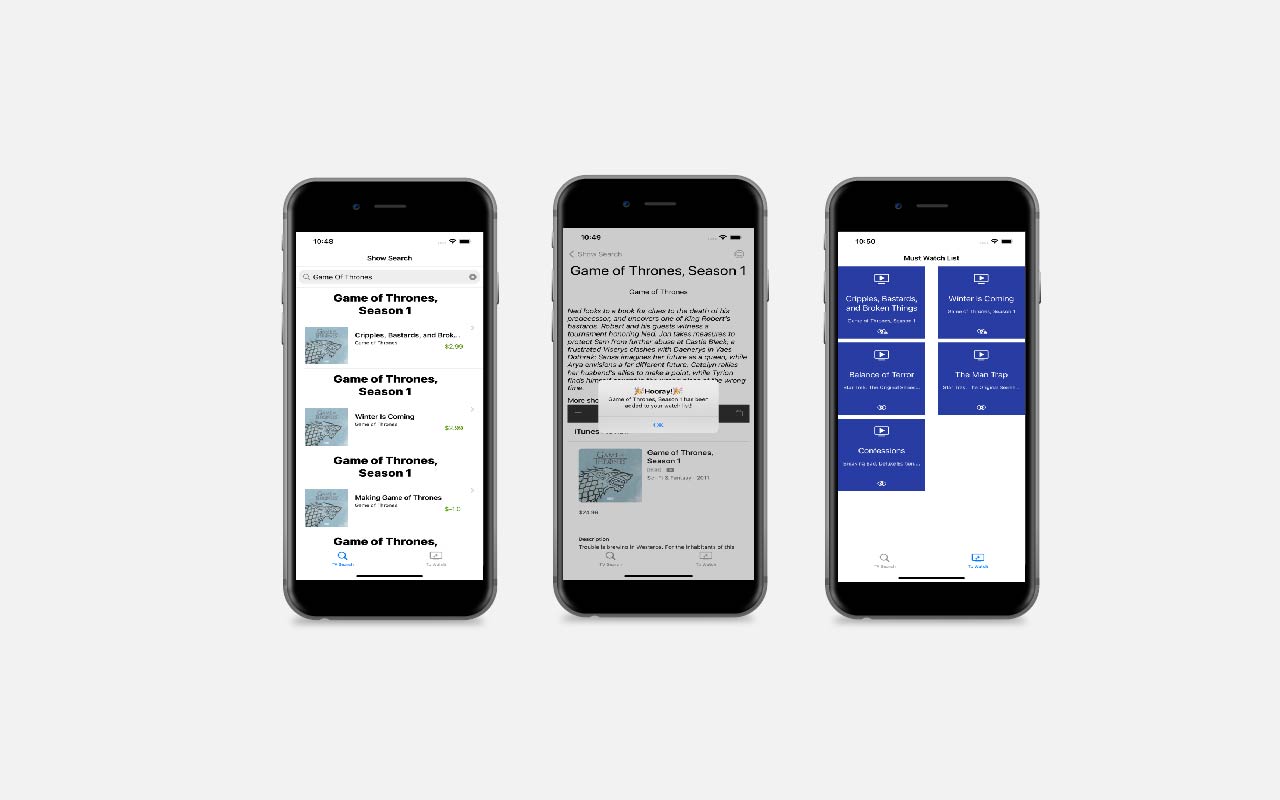 10:48
Show Search
Game Of Thrones
Game of Thrones,
Season 1
Cripples, Bastards, and Brok...
Game of Thrones
$2.99
Game of Thrones,
Season 1
Winter Is Coming
Game of Thrones
$2.99
Game of Thrones,
Season 1
Making Game of Thrones
Game of Thrones
Game of Thrones,
TV Search
To Watch
10:49
Show Search
Game of Thrones, Season 1
Game of Thrones
Ned looks to a book for clues to the death of his
predecessor, and uncovers one of King Robert's
bastards. Robert and his guests witness a
tournament honoring Ned. Jon takes measures to
protect Sam from further abuse at Castle Black; a
frustrated Viserys clashes with Daenerys in Vaes
Dothrak; Sansa imagines her future as a queen, while
Arya envisions a far different future. Catelyn rallies
her husband's allies to make a point, while Tyrion
finds himself the wrong
time.
More sho
🎉Hooray!🎉
Game of Thrones, Season 1 has been
added to your watch list!
OK
iTunes
Game of Thrones,
Season 1
Sci-Fi & Fantasy 2011
$24.99
Description
Trouble is brewing in Westeros. For the inhabitants of this
TV Search
To Watch
10:50
Must Watch List
Cripples, Bastards,
and Broken Things
Game of Thrones, Season 1
Winter Is Coming
Game of Thrones, Season 1
Balance of Terror
Star Trek: The Original Series...
The Man Trap
Star Trek: The Original Series...
Confessions
Breaking Bad, Deluxe Edition...
TV Search
To Watch